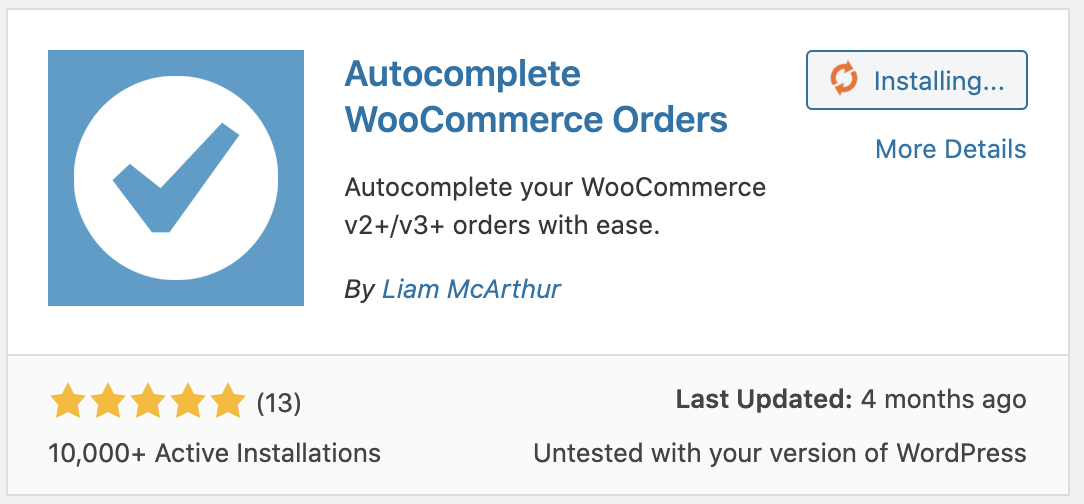 Autocomplete
WooCommerce Orders
Installing...
More Details
Autocomplete your WooCommerce
v2+/v3+ orders with ease.
By Liam McArthur
(13)
Last Updated: 4 months ago
10,000+ Active Installations
Untested with your version of WordPress